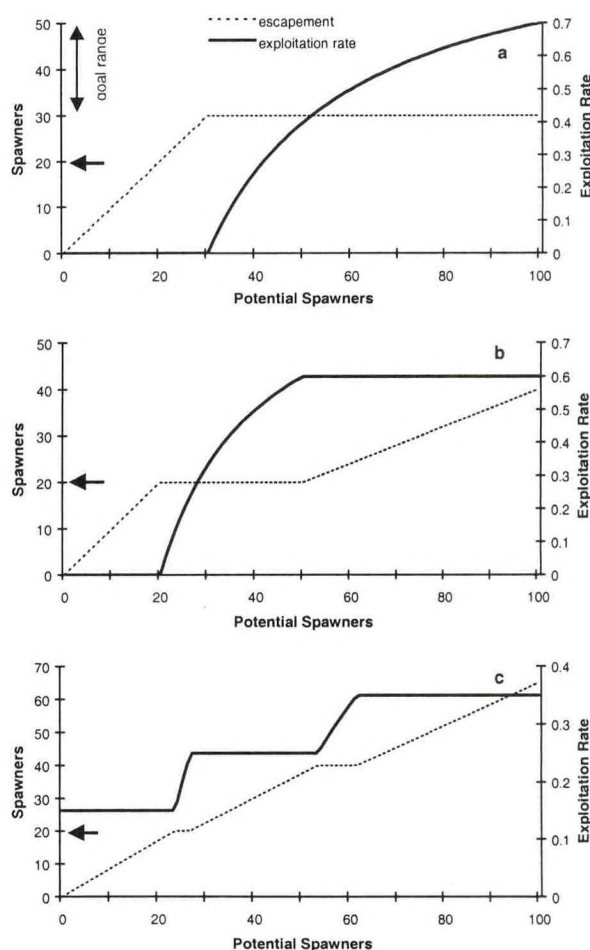 escapement
exploitation rate
a
goal range
Spawners
Exploitation Rate
50
40
30
20
10
0
0.7
0.6
0.5
0.4
0.3
0.2
0.1
0
0 20 40 60 80 100
Potential Spawners
b
Spawners
Exploitation Rate
50
40
30
20
10
0
0.7
0.6
0.5
0.4
0.3
0.2
0.1
0
0 20 40 60 80 100
Potential Spawners
c
Spawners
Exploitation Rate
70
60
50
40
30
20
10
0
0.4
0.3
0.2
0.1
0
0 20 40 60 80 100
Potential Spawners